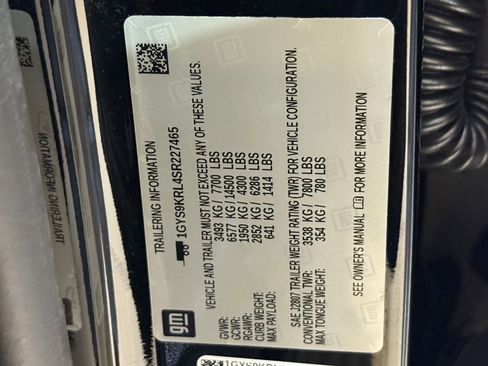 TRAILERING INFORMATION
1GYS9KRL4SR227465
VEHICLE AND TRAILER MUST NOT EXCEED ANY OF THESE VALUES.
GVWR: 3493 KG / 7700 LBS
GCWR: 6577 KG / 14500 LBS
RGAWR: 1950 KG / 4300 LBS
CURB WEIGHT: 2852 KG / 6286 LBS
MAX PAYLOAD: 641 KG / 1414 LBS
SAE J2807 TRAILER WEIGHT RATING (TWR) FOR VEHICLE CONFIGURATION.
CONVENTIONAL TWR: 3538 KG / 7800 LBS
MAX TONGUE WEIGHT: 354 KG / 780 LBS
SEE OWNER'S MANUAL FOR MORE INFORMATION.
gm
TRAILERING INFORMATION